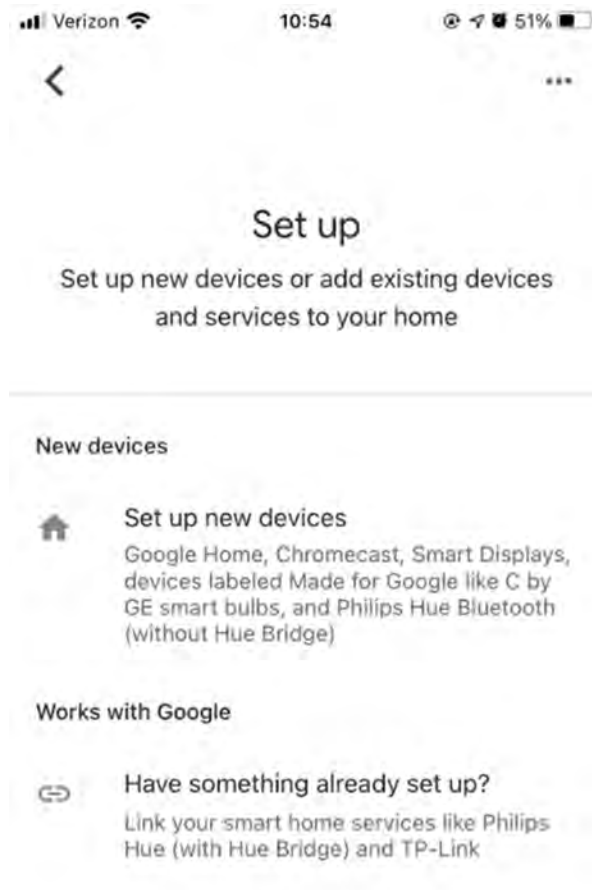 Verizon 10:54 51%
Set up
Set up new devices or add existing devices
and services to your home
New devices
Set up new devices
Google Home, Chromecast, Smart Displays,
devices labeled Made for Google like C by
GE smart bulbs, and Philips Hue Bluetooth
(without Hue Bridge)
Works with Google
Have something already set up?
Link your smart home services like Philips
Hue (with Hue Bridge) and TP-Link